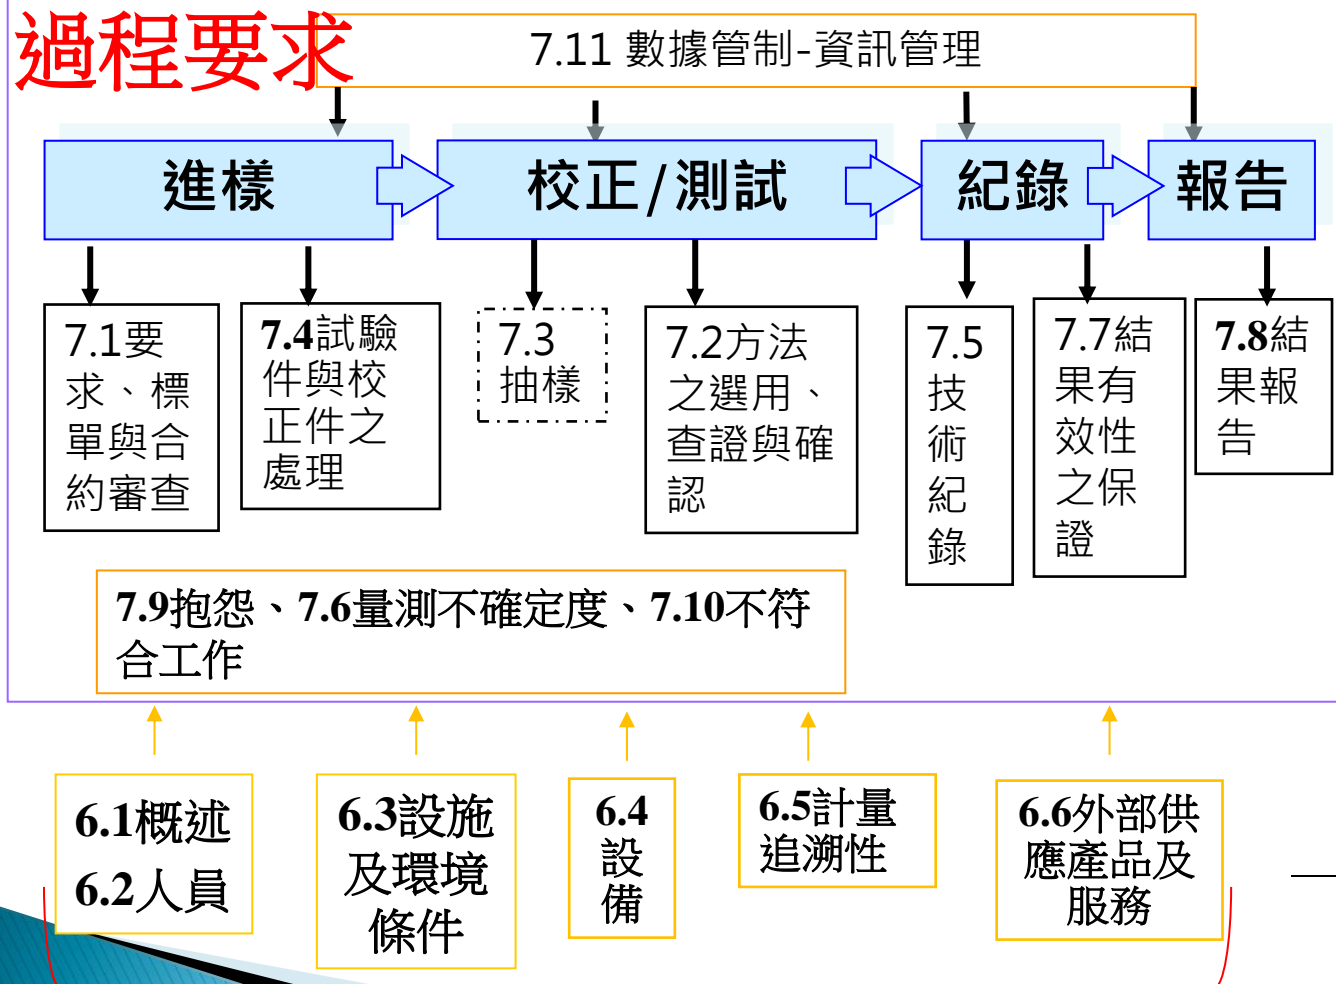 過程要求
7.11 數據管制-資訊管理
進樣
校正/測試
紀錄
報告
7.1要
求、標
單與合
約審查
7.4試驗
件與校
正件之
處理
7.3
抽樣
7.2方法
之選用、
查證與確
認
7.5
技
術
紀
錄
7.7結
果有
效性
之保
證
7.8結
果報
告
7.9抱怨、7.6量測不確定度、7.10不符
合工作
6.1概述
6.2人員
6.3設施
及環境
條件
6.4
設
備
6.5計量
追溯性
6.6外部供
應產品及
服務